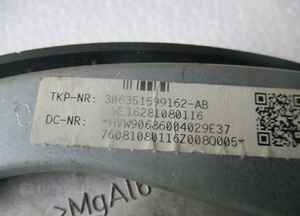 TKP-NR: 306351599162-AB
WE16281080116
DC-NR: *HVW90686004029E37
76081080116Z008Q005*
>MgAl6